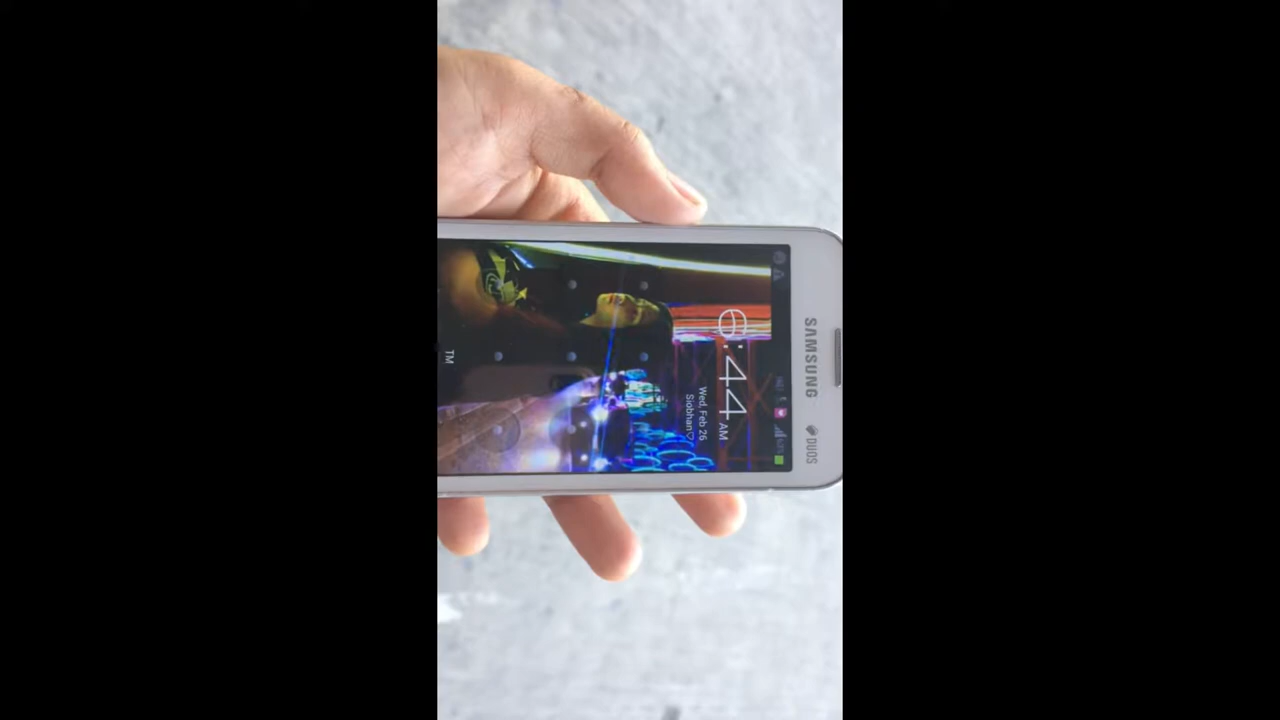 SAMSUNG
DUOS
6:44 AM
Wed, Feb 26
Siobhan♡
TM